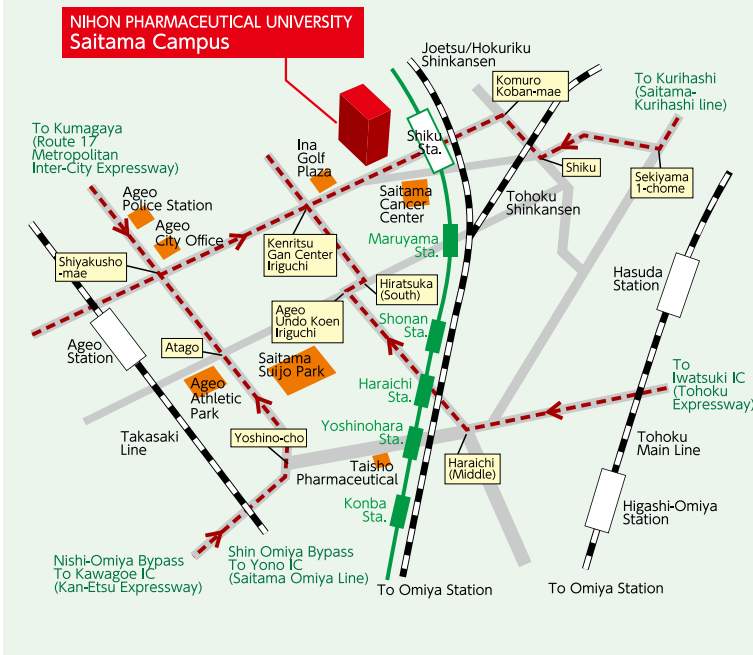 NIHON PHARMACEUTICAL UNIVERSITY
Saitama Campus
Joetsu/Hokuriku
Shinkansen
Komuro
Koban-mae
To Kurihashi
(Saitama-
Kurihashi line)
To Kumagaya
(Route 17
Metropolitan
Inter-City Expressway)
Ina
Golf
Plaza
Shiku
Sta.
Shiku
Sekiyama
1-chome
Ageo
Police Station
Ageo
City Office
Saitama
Cancer
Center
Tohoku
Shinkansen
Kenritsu
Gan Center
Iriguchi
Maruyama
Sta.
Shiyakusho
-mae
Hiratsuka
(South)
Hasuda
Station
Ageo
Undo Koen
Iriguchi
Shonan
Sta.
Ageo
Station
Atago
Saitama
Suijo Park
To
Iwatsuki IC
(Tohoku
Expressway)
Ageo
Athletic
Park
Haraichi
Sta.
Takasaki
Line
Yoshino-cho
Yoshinohara
Sta.
Tohoku
Main Line
Taisho
Pharmaceutical
Haraichi
(Middle)
Konba
Sta.
Higashi-Omiya
Station
Nishi-Omiya Bypass
To Kawagoe IC
(Kan-Etsu Expressway)
Shin Omiya Bypass
To Yono IC
(Saitama Omiya Line)
To Omiya Station
To Omiya Station